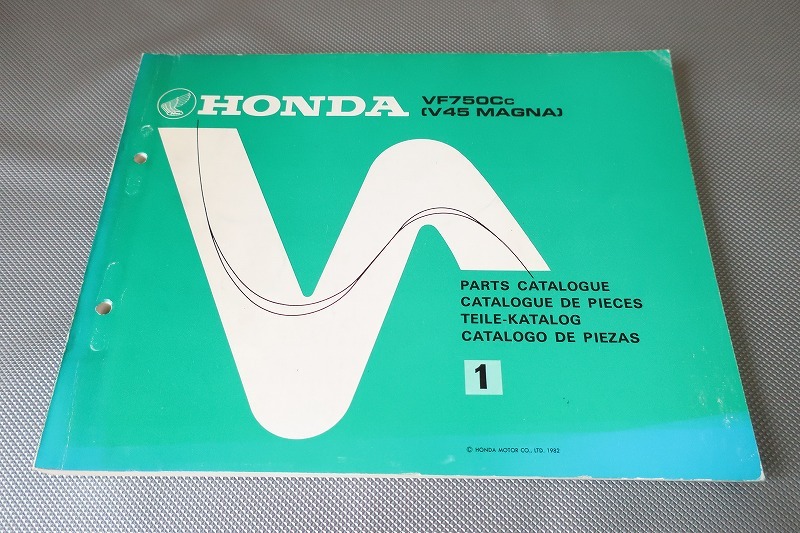 HONDA
VF750Cc
(V45 MAGNA)
PARTS CATALOGUE
CATALOGUE DE PIECES
TEILE-KATALOG
CATALOGO DE PIEZAS
1
© HONDA MOTOR CO., LTD. 1982